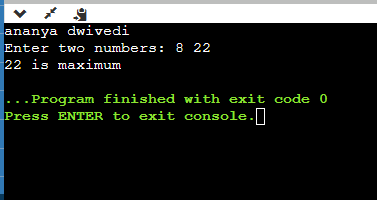 ananya dwivedi
Enter two numbers: 8 22
22 is maximum
...Program finished with exit code 0
Press ENTER to exit console.